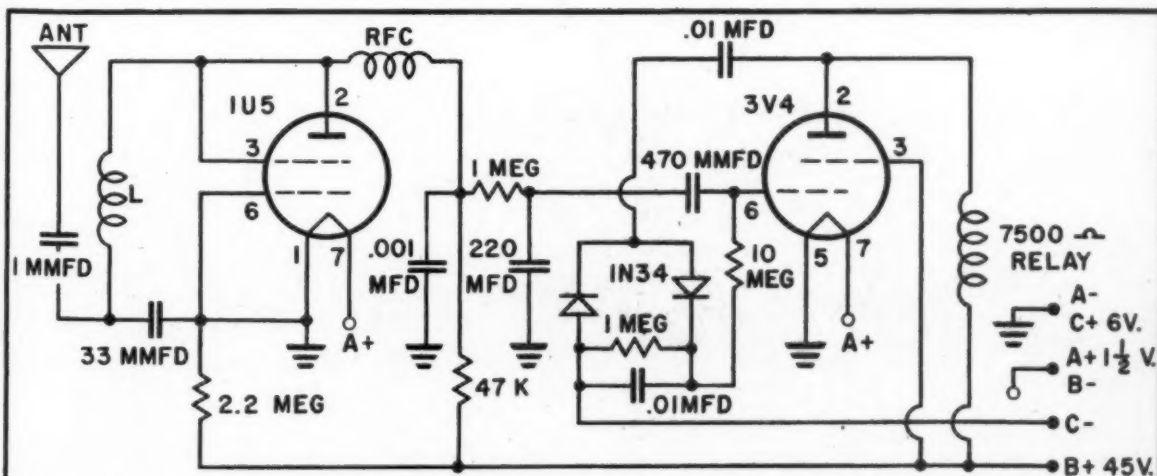 ANT
RFC
.01 MFD
1U5
2
3V4
2
3
3
1 MEG
470 MMFD
L
6
6
1 MMFD
1
7
.001
MFD
220
MFD
1N34
10
MEG
5
7
7500 Ω
RELAY
A-
C+ 6V.
33 MMFD
A+
1 MEG
A+
A+ 1½ V.
B-
2.2 MEG
47 K
.01MFD
C-
B+ 45V.